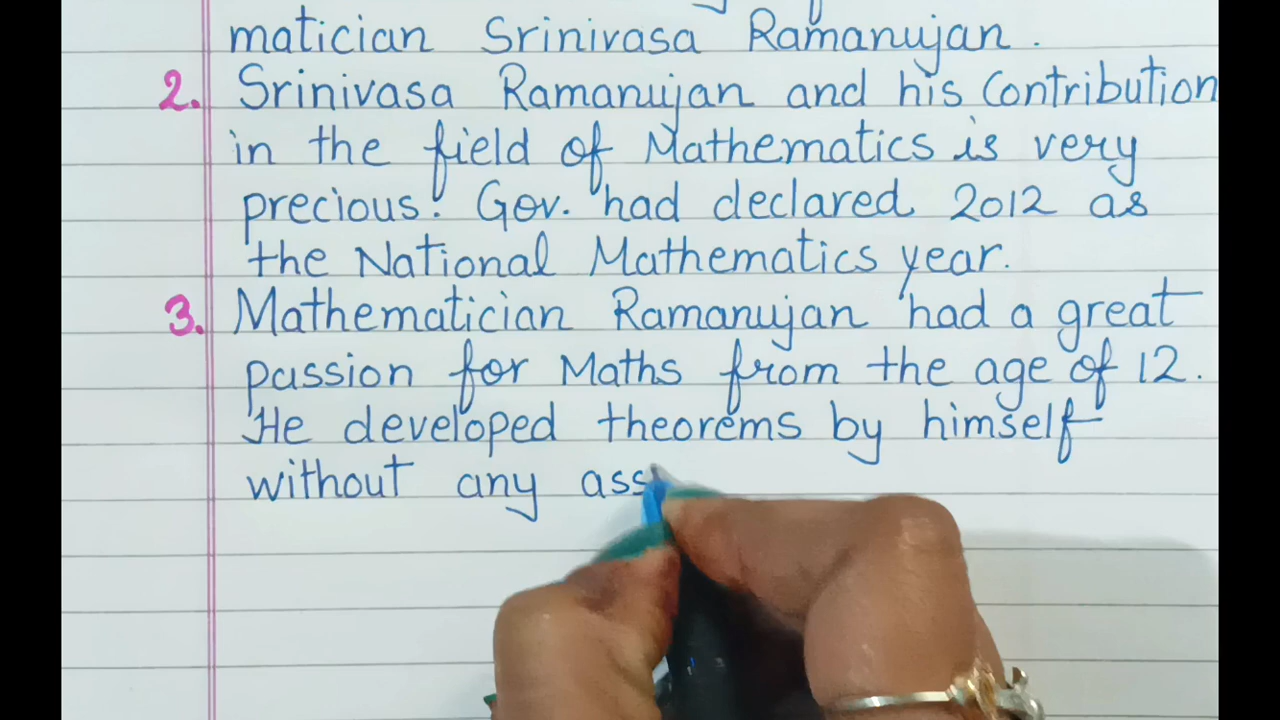 matician Srinivasa Ramanujan.
2. Srinivasa Ramanujan and his Contribution
in the field of Mathematics is very
precious. Gov. had declared 2012 as
the National Mathematics year.
3. Mathematician Ramanujan had a great
passion for Maths from the age of 12.
He developed theorems by himself
without any ass